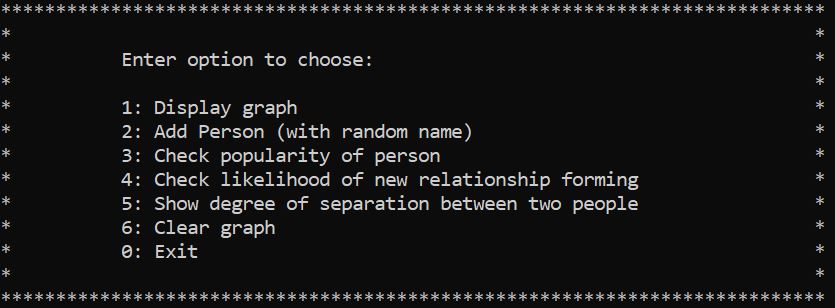 ****************************************************************************
*                                                                          *
*          Enter option to choose:                                         *
*                                                                          *
*          1: Display graph                                                *
*          2: Add Person (with random name)                                *
*          3: Check popularity of person                                   *
*          4: Check likelihood of new relationship forming                 *
*          5: Show degree of separation between two people                 *
*          6: Clear graph                                                  *
*          0: Exit                                                         *
*                                                                          *
****************************************************************************